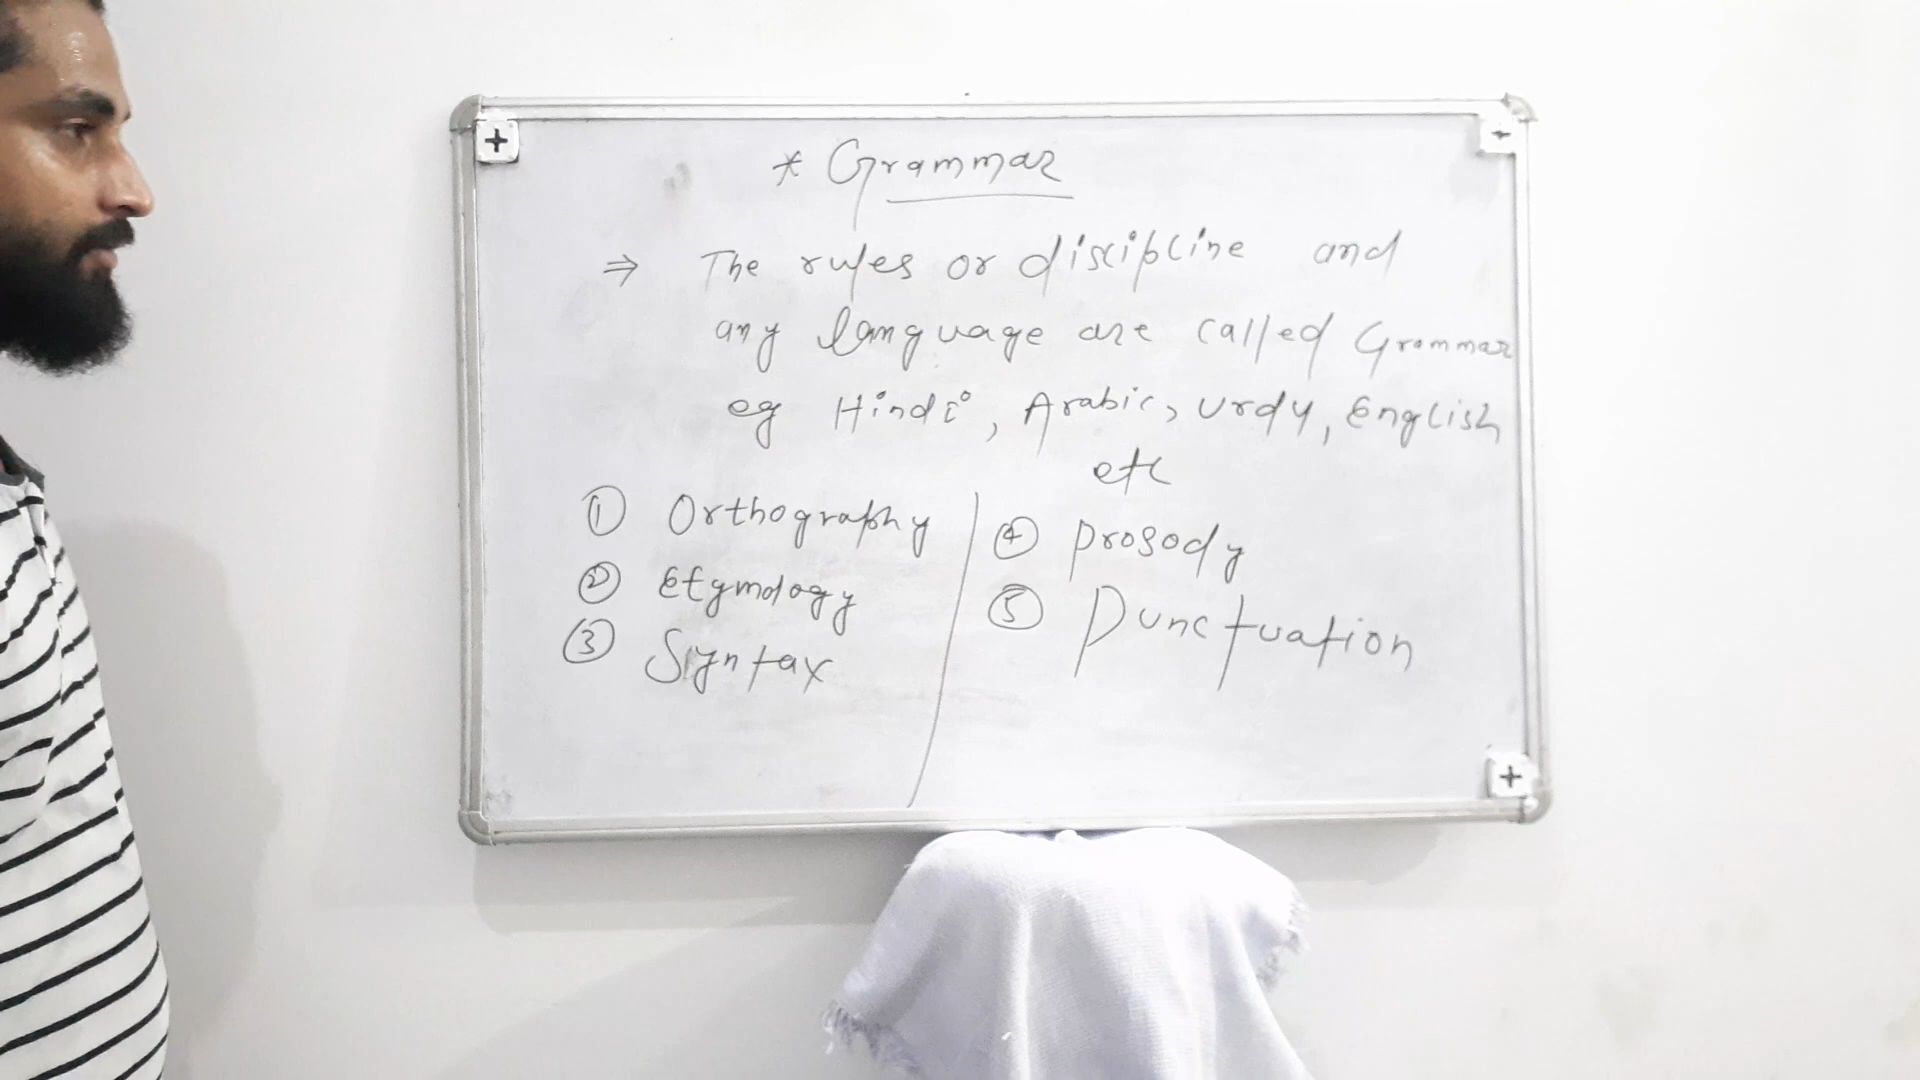 * Grammar
⇒ The rules or discipline and
any language are called Grammar
eg Hindi, Arabic, Urdu, English
etc
① Orthography
② Etymology
③ Syntax
④ Prosody
⑤ Punctuation